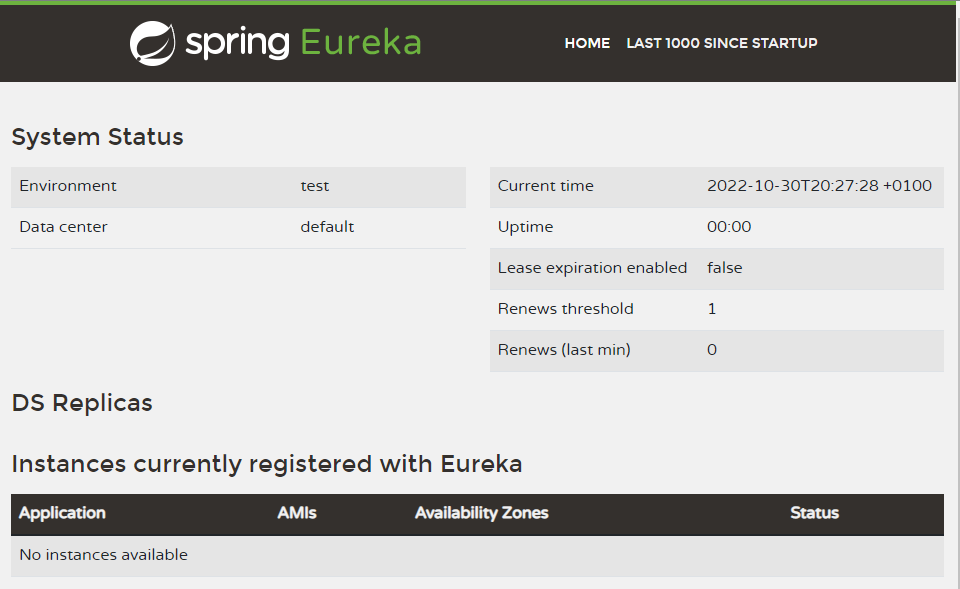 spring Eureka HOME LAST 1000 SINCE STARTUP
System Status
Environment test
Data center default
Current time 2022-10-30T20:27:28 +0100
Uptime 00:00
Lease expiration enabled false
Renews threshold 1
Renews (last min) 0
DS Replicas
Instances currently registered with Eureka
Application AMIs Availability Zones Status
No instances available